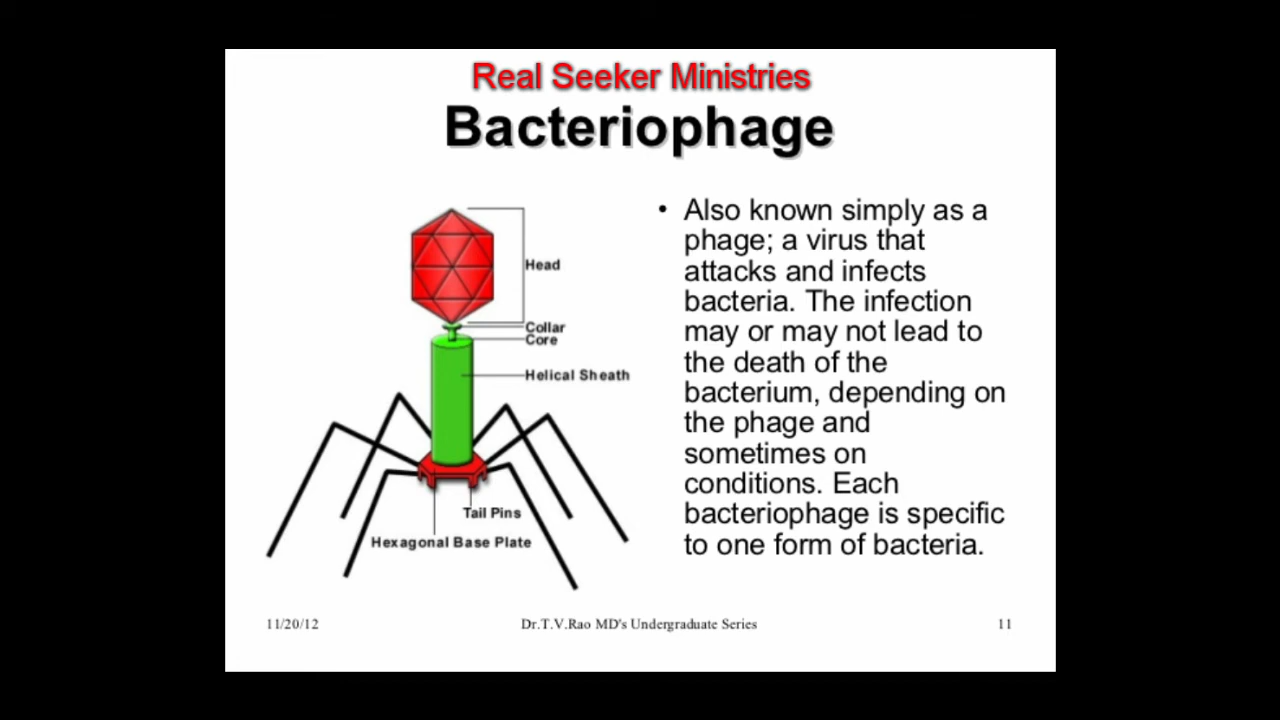 Real Seeker Ministries
Bacteriophage
Head
Collar
Core
Helical Sheath
Tail Pins
Hexagonal Base Plate
• Also known simply as a
phage; a virus that
attacks and infects
bacteria. The infection
may or may not lead to
the death of the
bacterium, depending on
the phage and
sometimes on
conditions. Each
bacteriophage is specific
to one form of bacteria.
11/20/12
Dr.T.V.Rao MD's Undergraduate Series
11